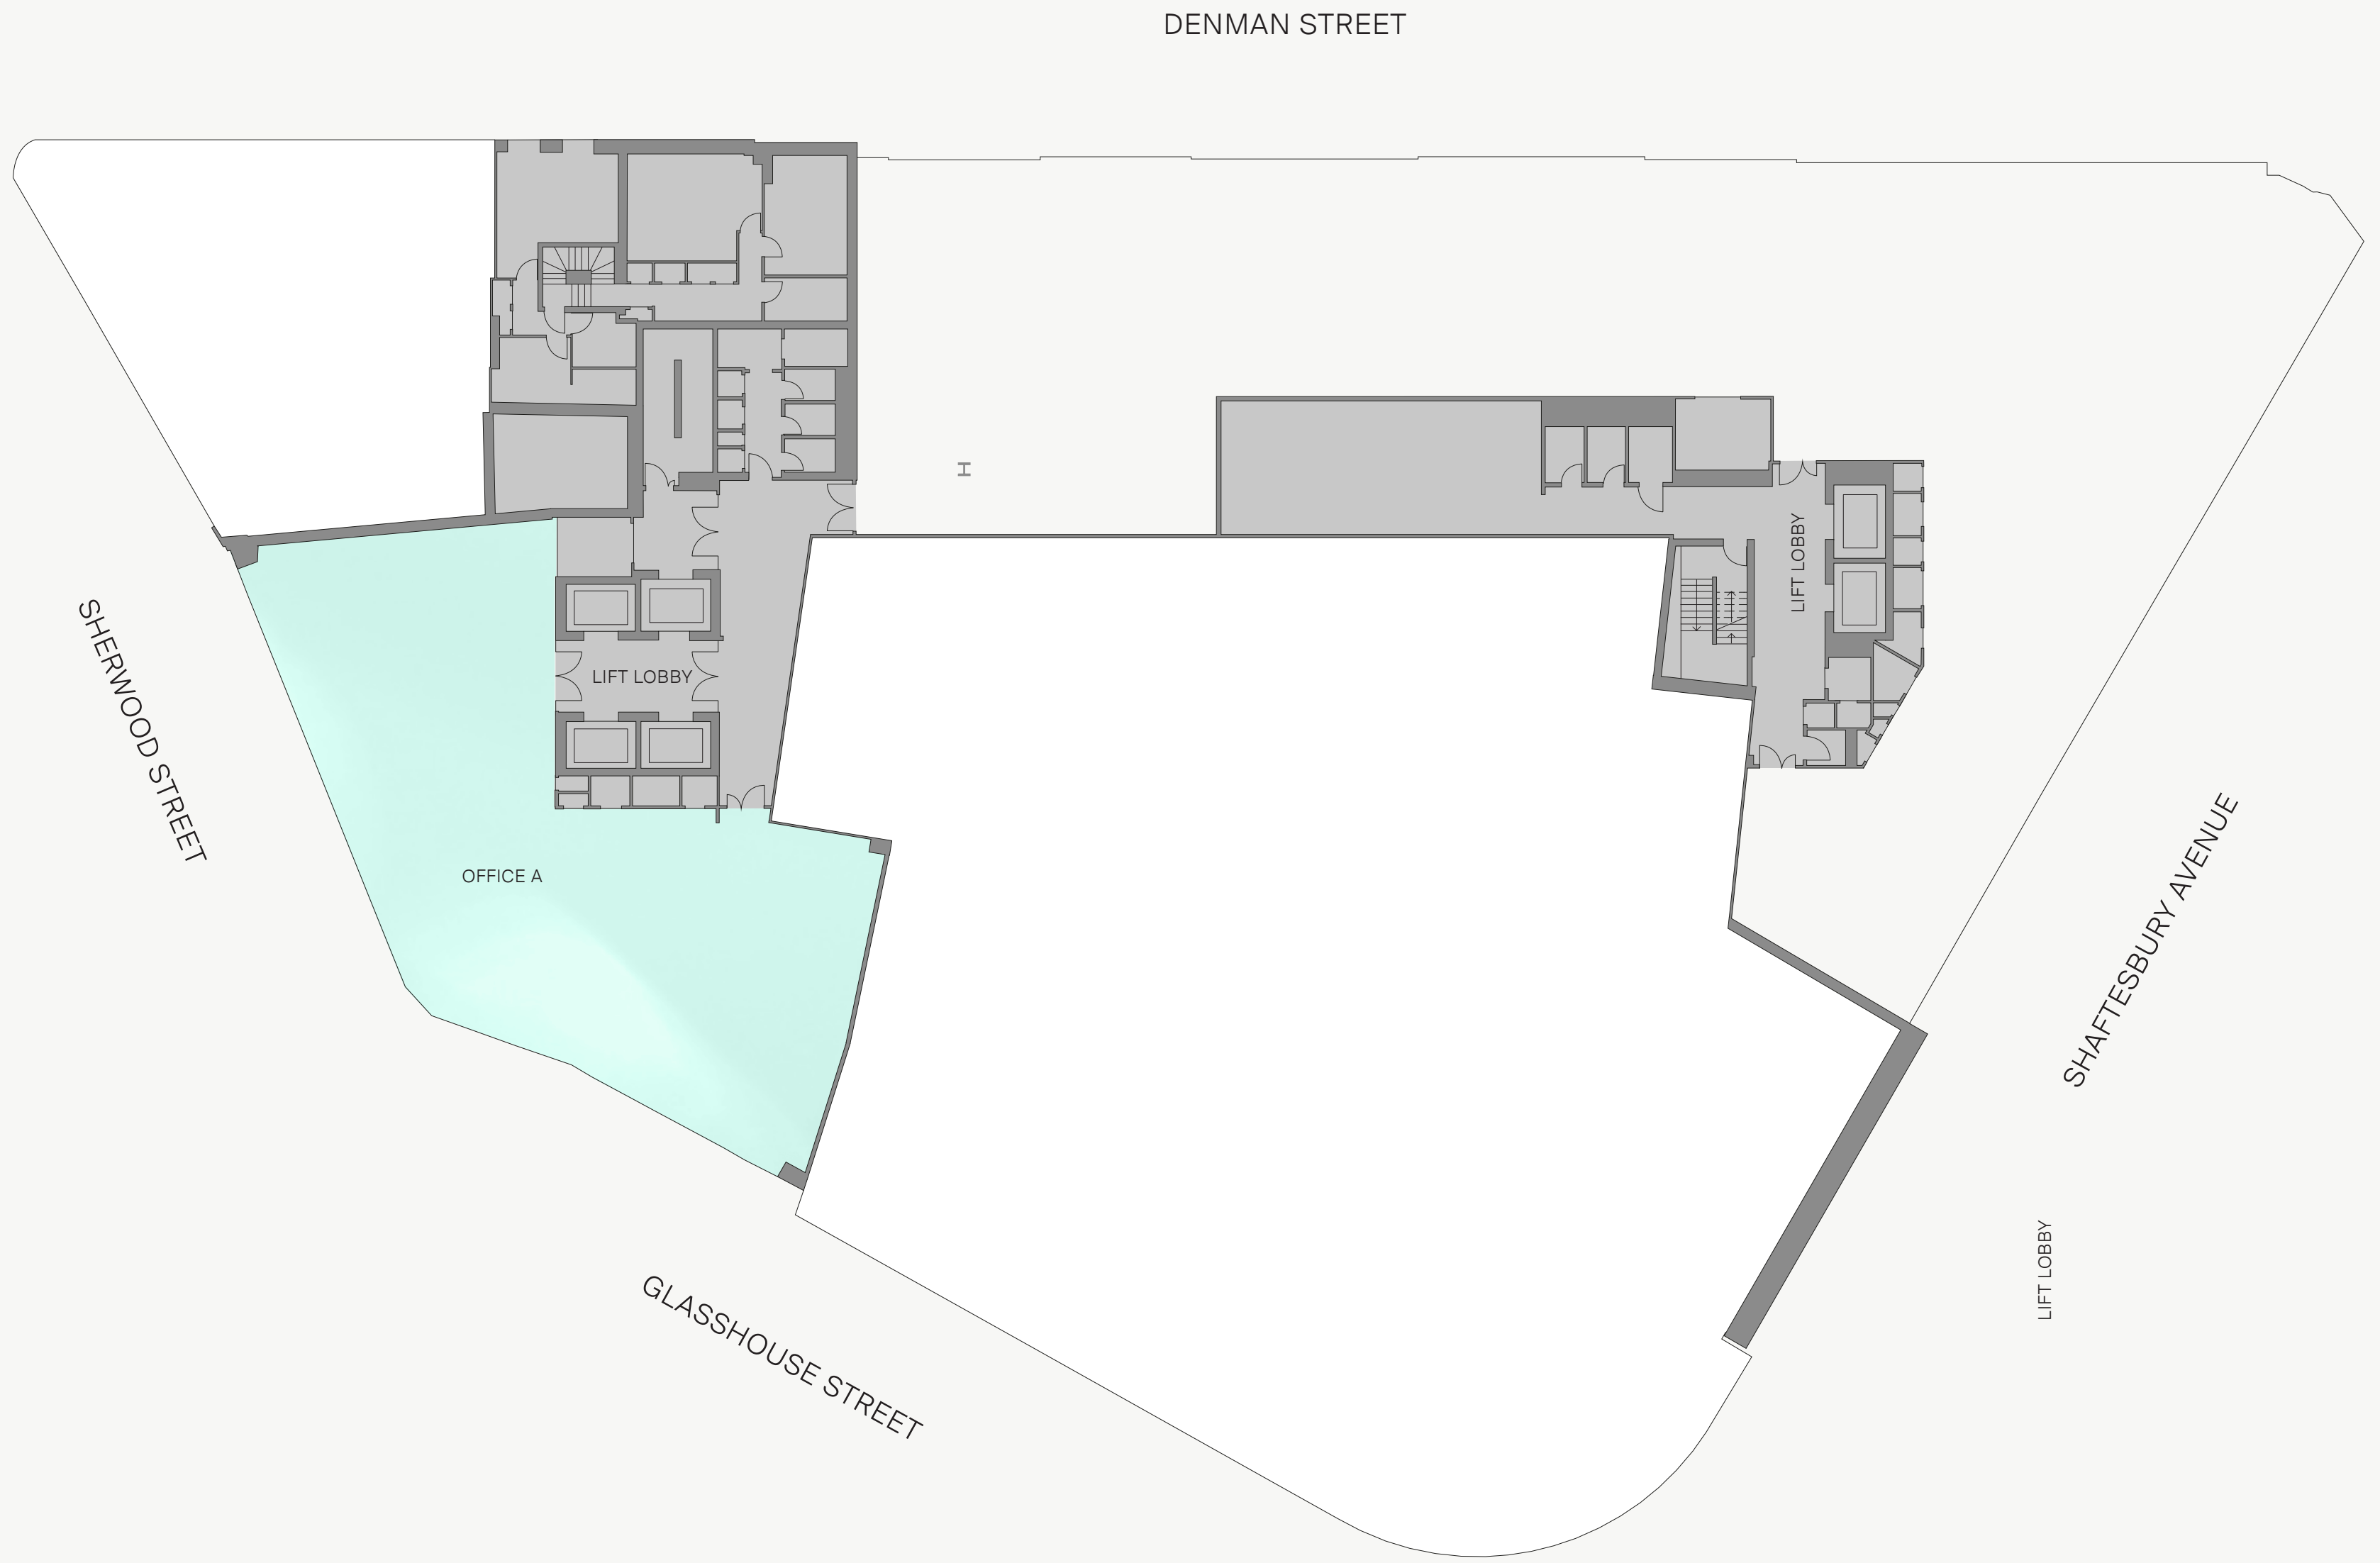 DENMAN STREET
LIFT LOBBY
SHERWOOD STREET
LIFT LOBBY
OFFICE A
SHAFTESBURY AVENUE
LIFT LOBBY
GLASSHOUSE STREET